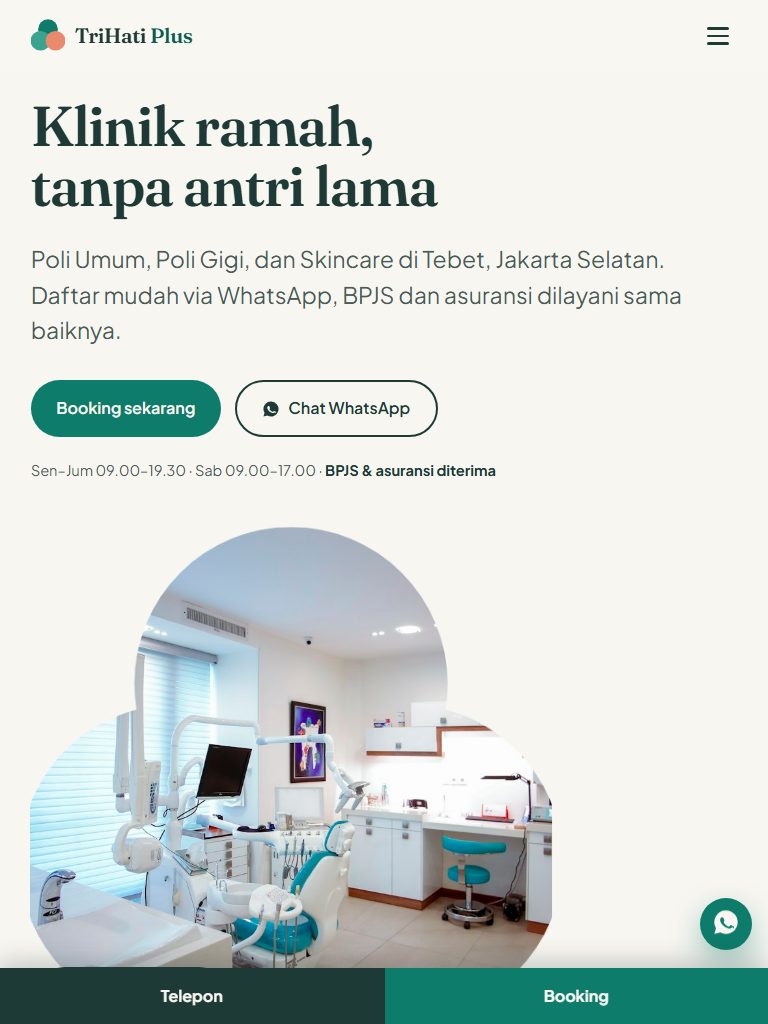 TriHati Plus
Klinik ramah,
tanpa antri lama
Poli Umum, Poli Gigi, dan Skincare di Tebet, Jakarta Selatan.
Daftar mudah via WhatsApp, BPJS dan asuransi dilayani sama
baiknya.
Booking sekarang
Chat WhatsApp
Sen–Jum 09.00–19.30 · Sab 09.00–17.00 · BPJS & asuransi diterima
Telepon
Booking